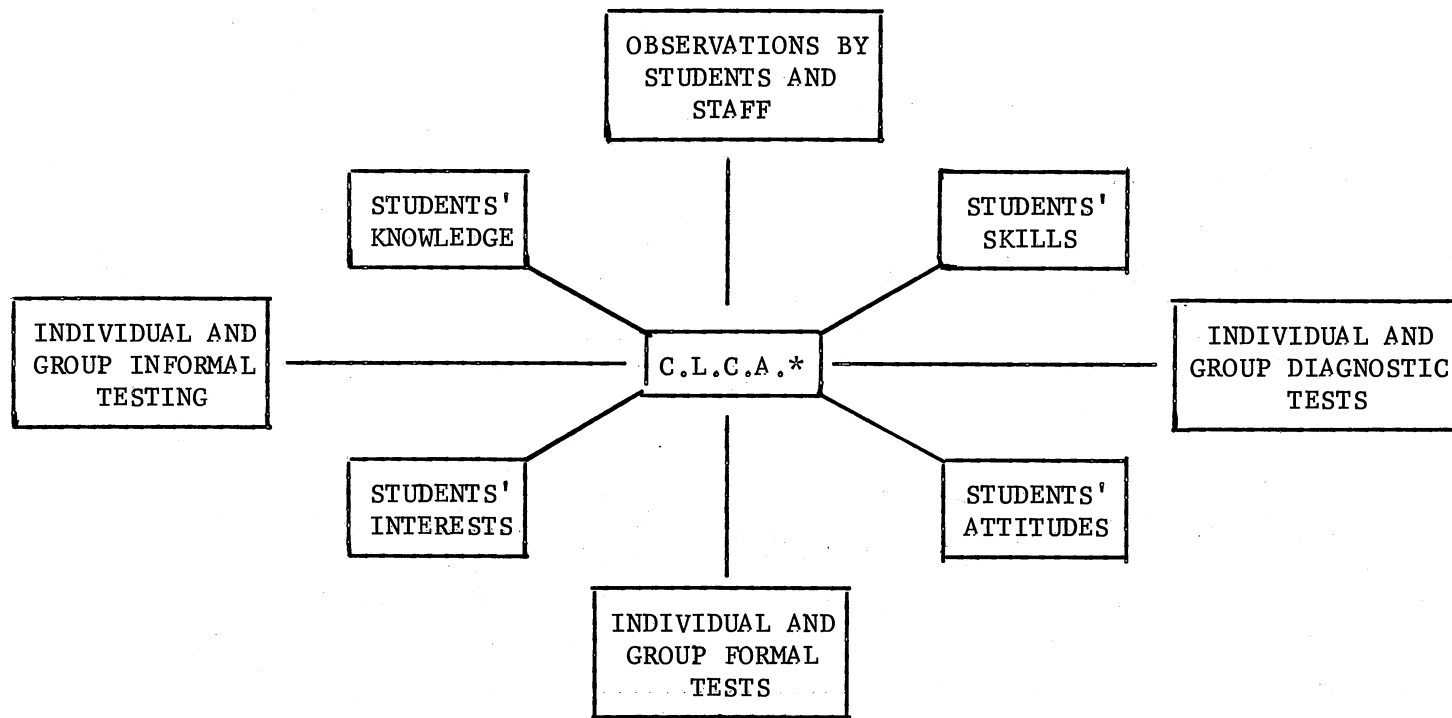 OBSERVATIONS BY
STUDENTS AND
STAFF
STUDENTS'
KNOWLEDGE
STUDENTS'
SKILLS
INDIVIDUAL AND
GROUP INFORMAL
TESTING
C.L.C.A.*
INDIVIDUAL AND
GROUP DIAGNOSTIC
TESTS
STUDENTS'
INTERESTS
STUDENTS'
ATTITUDES
INDIVIDUAL AND
GROUP FORMAL
TESTS